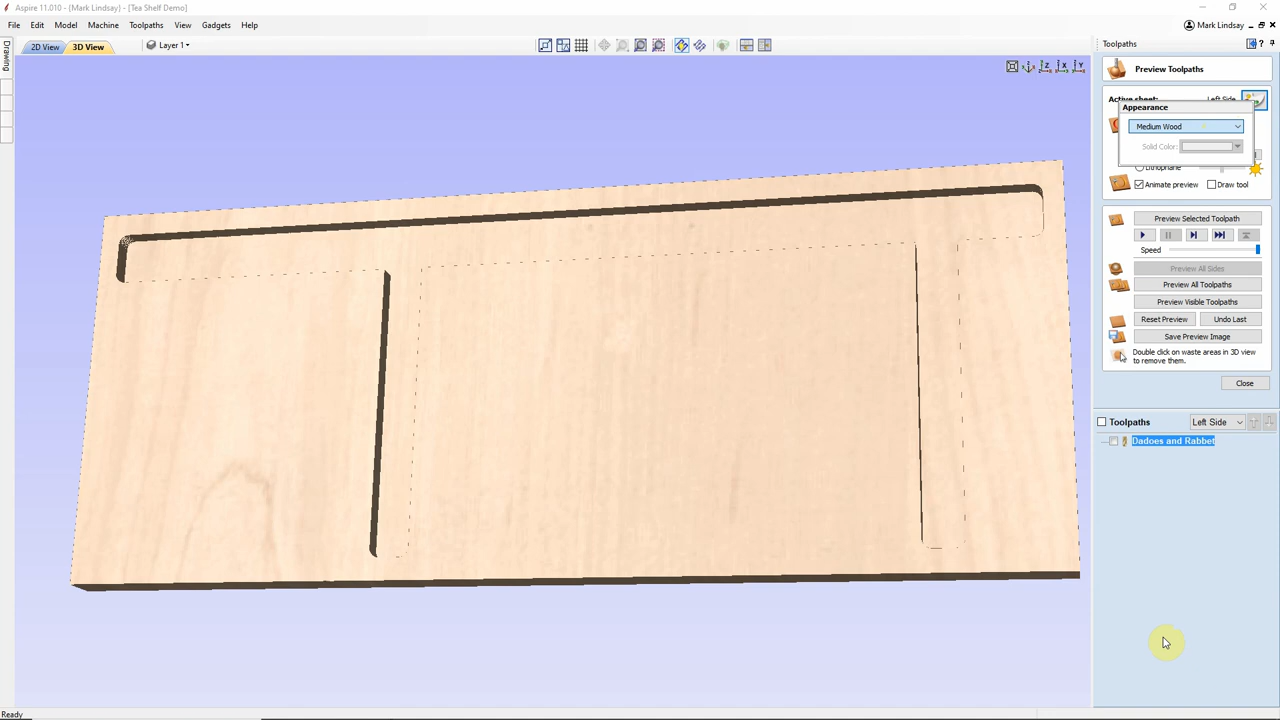 Aspire 11.010 - (Mark Lindsay) - [Tea Shelf Demo]
File Edit Model Machine Toolpaths View Gadgets Help
Mark Lindsay
Drawing
2D View 3D View Layer 1
Toolpaths
Preview Toolpaths
Active sheet: Left Side
Appearance
Medium Wood
Solid Color:
Lithophane
Animate preview Draw tool
Preview Selected Toolpath
Speed
Preview All Sides
Preview All Toolpaths
Preview Visible Toolpaths
Reset Preview Undo Last
Save Preview Image
Double click on waste areas in 3D view
to remove them.
Close
Toolpaths Left Side
Dadoes and Rabbet
Ready